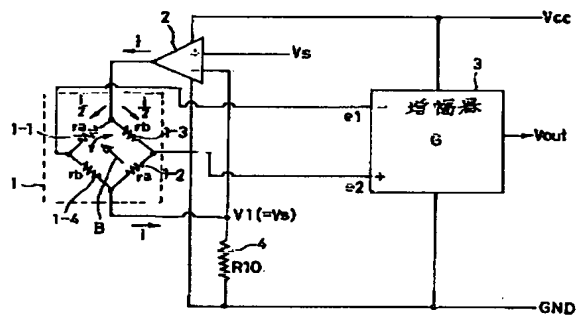 Vcc
2
i
Vs
3
i/2
i/2
増幅器
1-1
ra
rb
1-3
e1
−
G
Vout
1
rb
ra
1-2
e2
+
1-4
B
i
V1(=Vs)
4
R10
GND